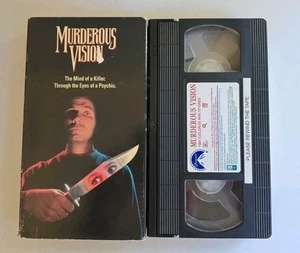 MURDEROUS
VISION
The Mind of a Killer.
Through the Eyes of a Psychic.
MURDEROUS VISION
PLEASE REWIND THE TAPE